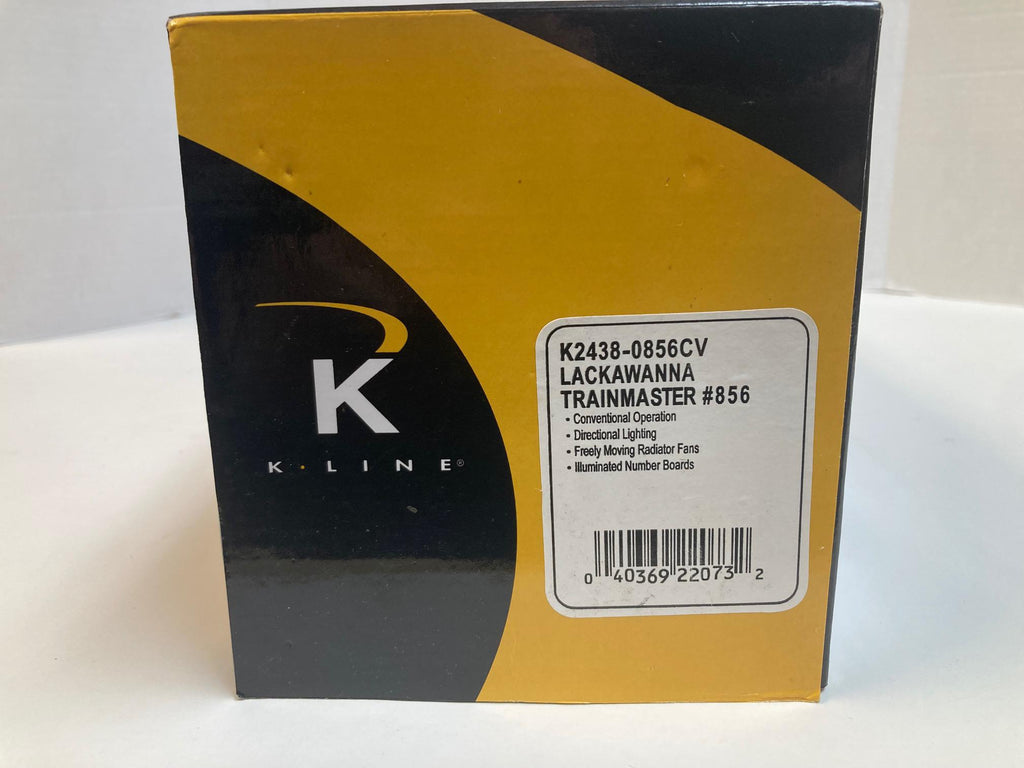 K
K·LINE®
K2438-0856CV
LACKAWANNA
TRAINMASTER #856
• Conventional Operation
• Directional Lighting
• Freely Moving Radiator Fans
• Illuminated Number Boards
0 40369 22073 2